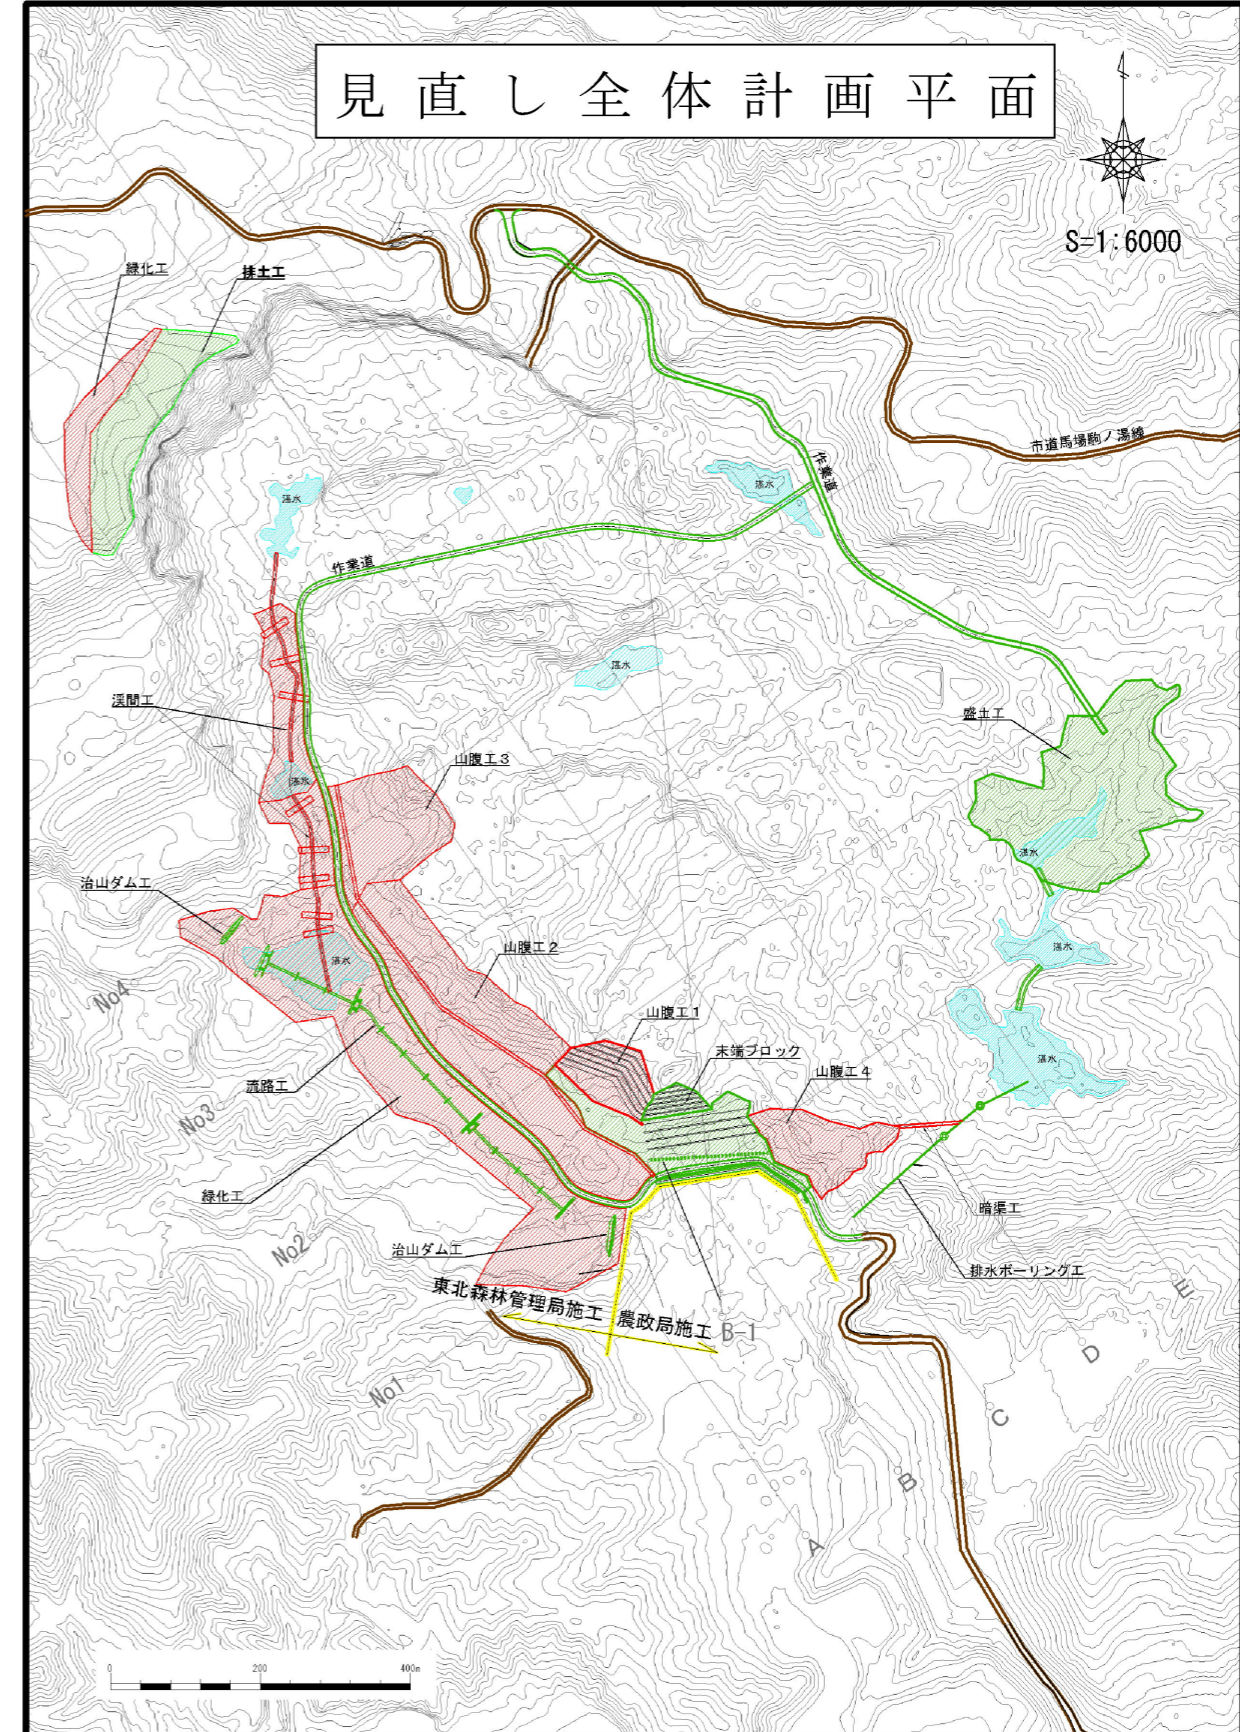 見直し全体計画平面
S=1:6000
緑化工
排土工
市道馬場駒ノ湯線
作業道
湛水
湛水
作業道
湛水
渓間工
盛土工
山腹工3
湛水
湛水
治山ダム工
山腹工2
湛水
湛水
No4
山腹工1
末端ブロック
湛水
山腹工4
流路工
No3
緑化工
暗渠工
No2
治山ダム工
排水ボーリング工
東北森林管理局施工
農政局施工
B-1
E
D
No1
C
B
A
0 200 400m